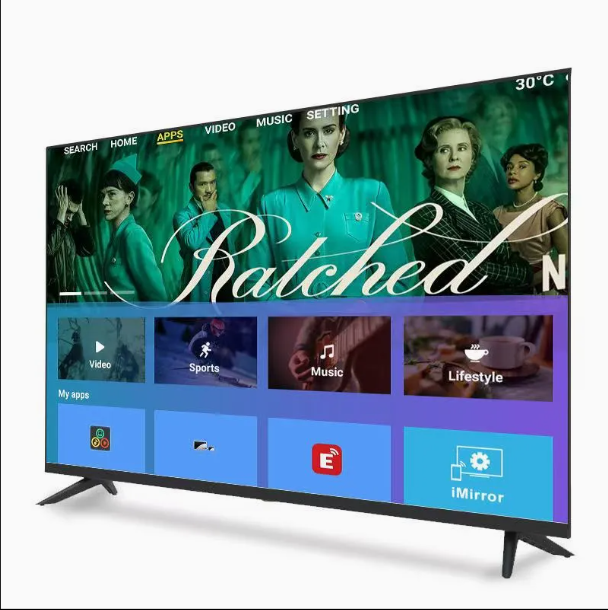 30°C
SEARCH HOME APPS VIDEO MUSIC SETTING
Ratched
N
Video
Sports
Music
Lifestyle
My apps
E
iMirror